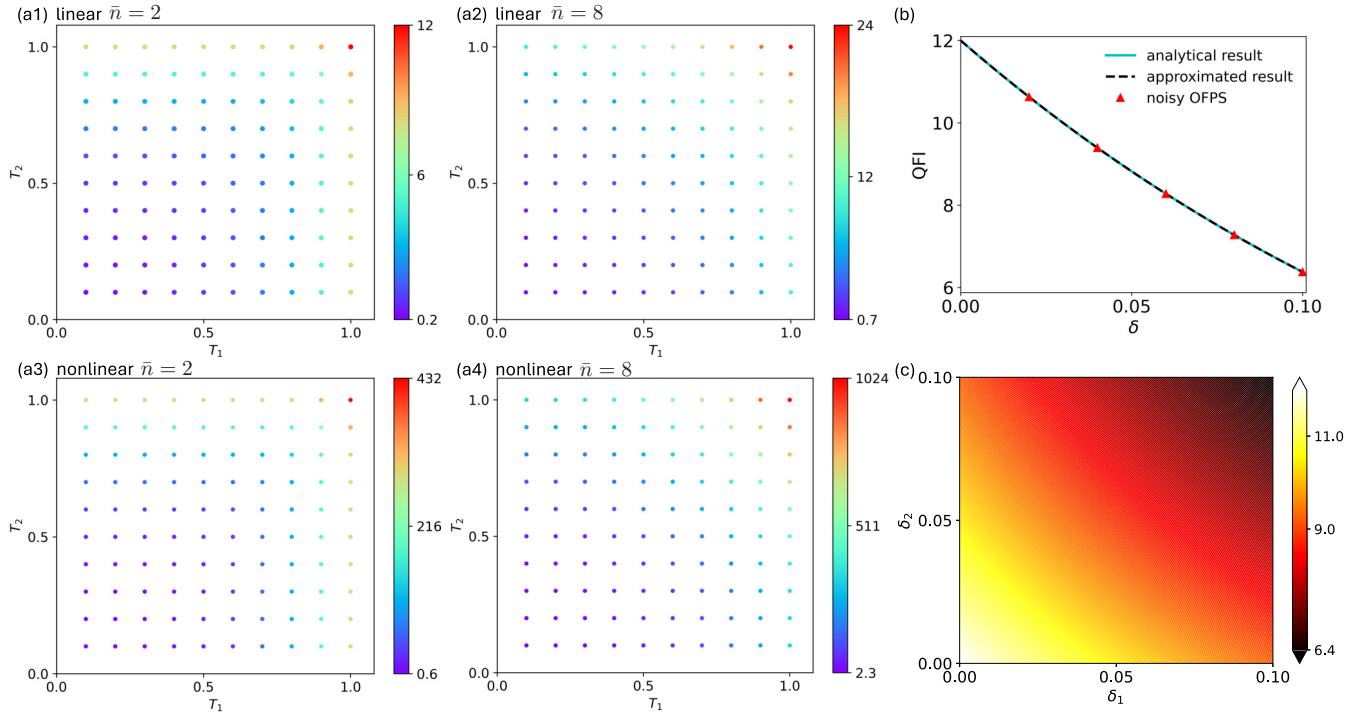 (a1) linear n̄ = 2
12
6
0.2
1.0
0.5
0.0
T₂
0.0 0.5 1.0
T₁
(a2) linear n̄ = 8
24
12
0.7
1.0
0.5
0.0
T₂
0.0 0.5 1.0
T₁
(b)
12
10
8
6
QFI
analytical result
approximated result
noisy OFPS
0.00 0.05 0.10
δ
(a3) nonlinear n̄ = 2
432
216
0.6
1.0
0.5
0.0
T₂
0.0 0.5 1.0
T₁
(a4) nonlinear n̄ = 8
1024
511
2.3
1.0
0.5
0.0
T₂
0.0 0.5 1.0
T₁
(c)
0.10
0.05
0.00
δ₂
11.0
9.0
6.4
0.00 0.05 0.10
δ₁